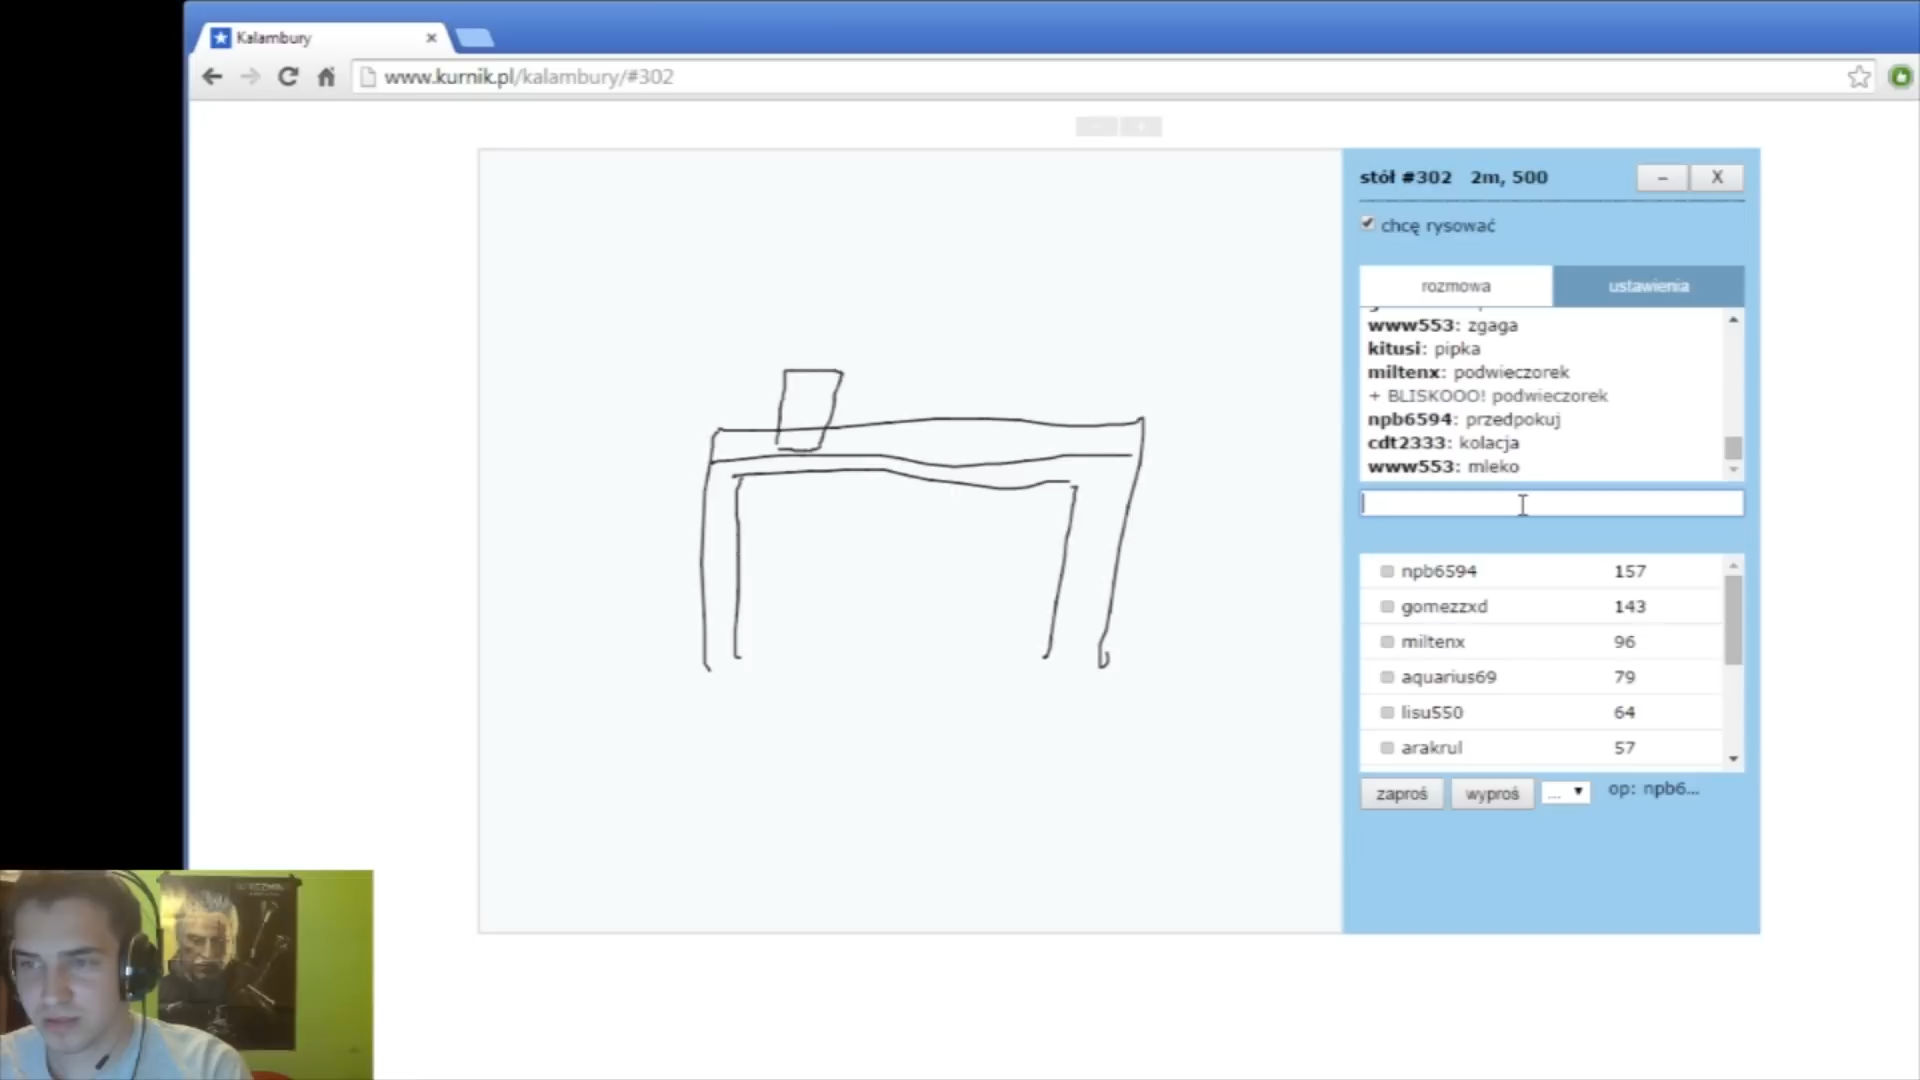 Kalambury
www.kurnik.pl/kalambury/#302
stół #302 2m, 500
– X
chcę rysować
rozmowa ustawienia
www553: zgaga
kitusi: pipka
miltenx: podwieczorek
+ BLISKOOO! podwieczorek
npb6594: przedpokuj
cdt2333: kolacja
www553: mleko
npb6594 157
gomezzxd 143
miltenx 96
aquarius69 79
lisu550 64
arakrul 57
zaproś wyproś ... op: npb6...